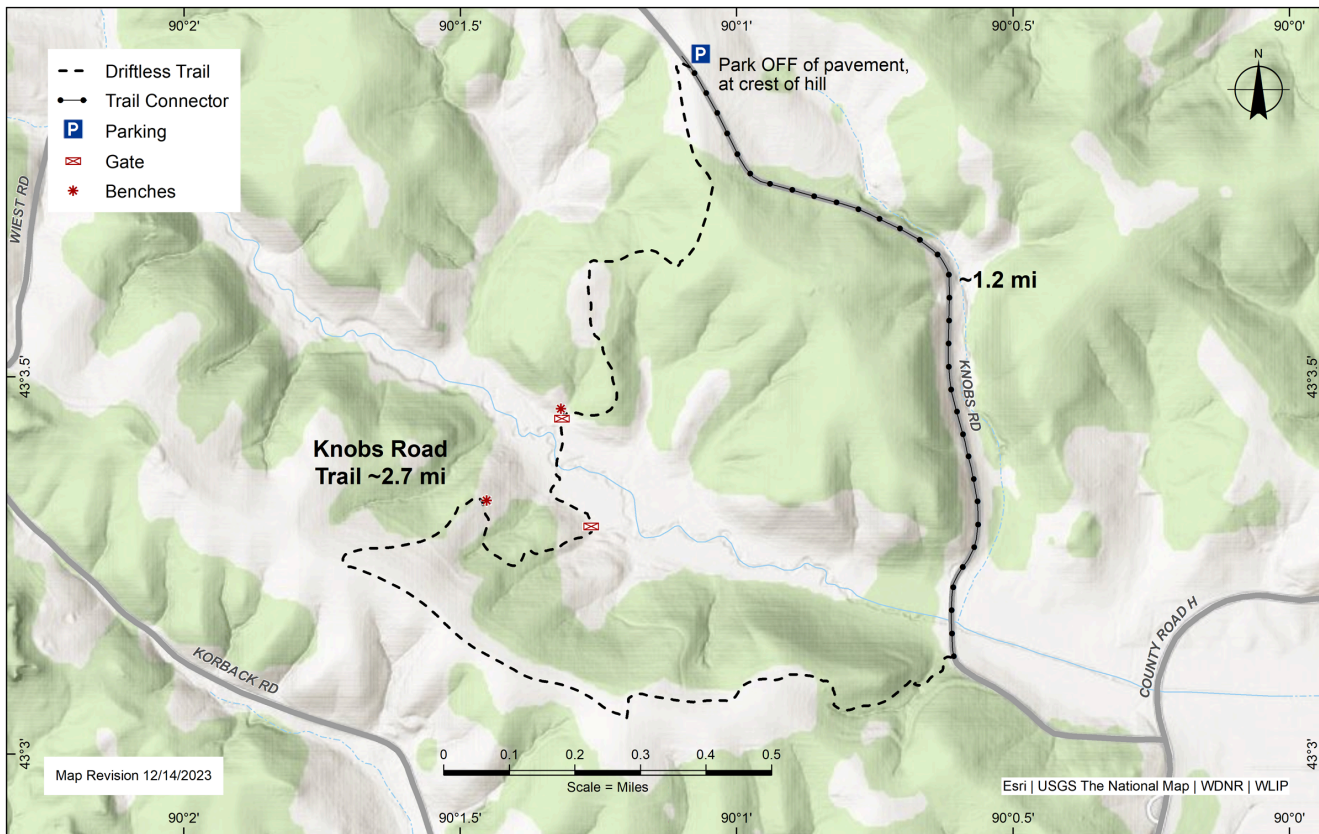 90°2'
90°1.5'
90°1'
90°0.5'
90°0'
Driftless Trail
Trail Connector
P
Parking
Gate
Benches
P
Park OFF of pavement,
at crest of hill
N
WIEST RD
~1.2 mi
KNOBS RD
43°3.5'
43°3.5'
Knobs Road
Trail ~2.7 mi
KORBACK RD
COUNTY ROAD H
43°3'
43°3'
0
0.1
0.2
0.3
0.4
0.5
Scale = Miles
Map Revision 12/14/2023
Esri | USGS The National Map | WDNR | WLIP
90°2'
90°1.5'
90°1'
90°0.5'
90°0'